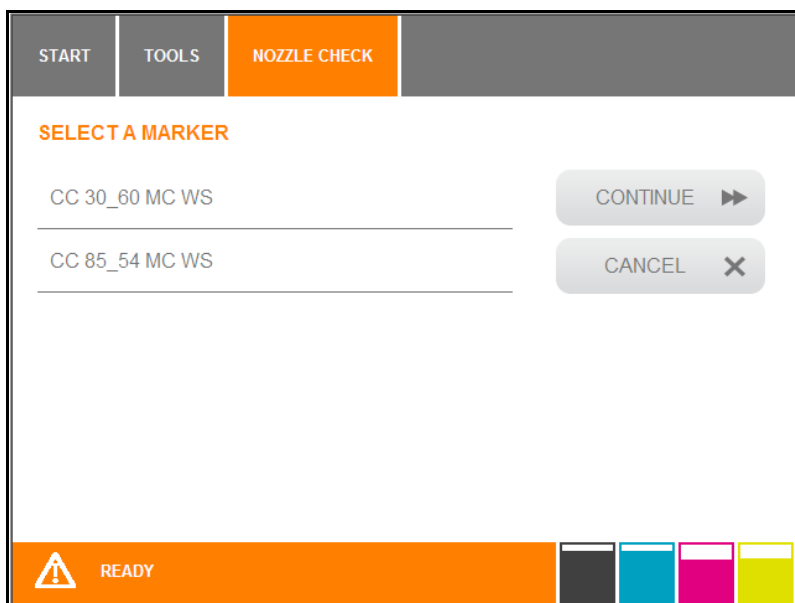 START TOOLS NOZZLE CHECK
SELECT A MARKER
CC 30_60 MC WS
CONTINUE
CC 85_54 MC WS
CANCEL
READY